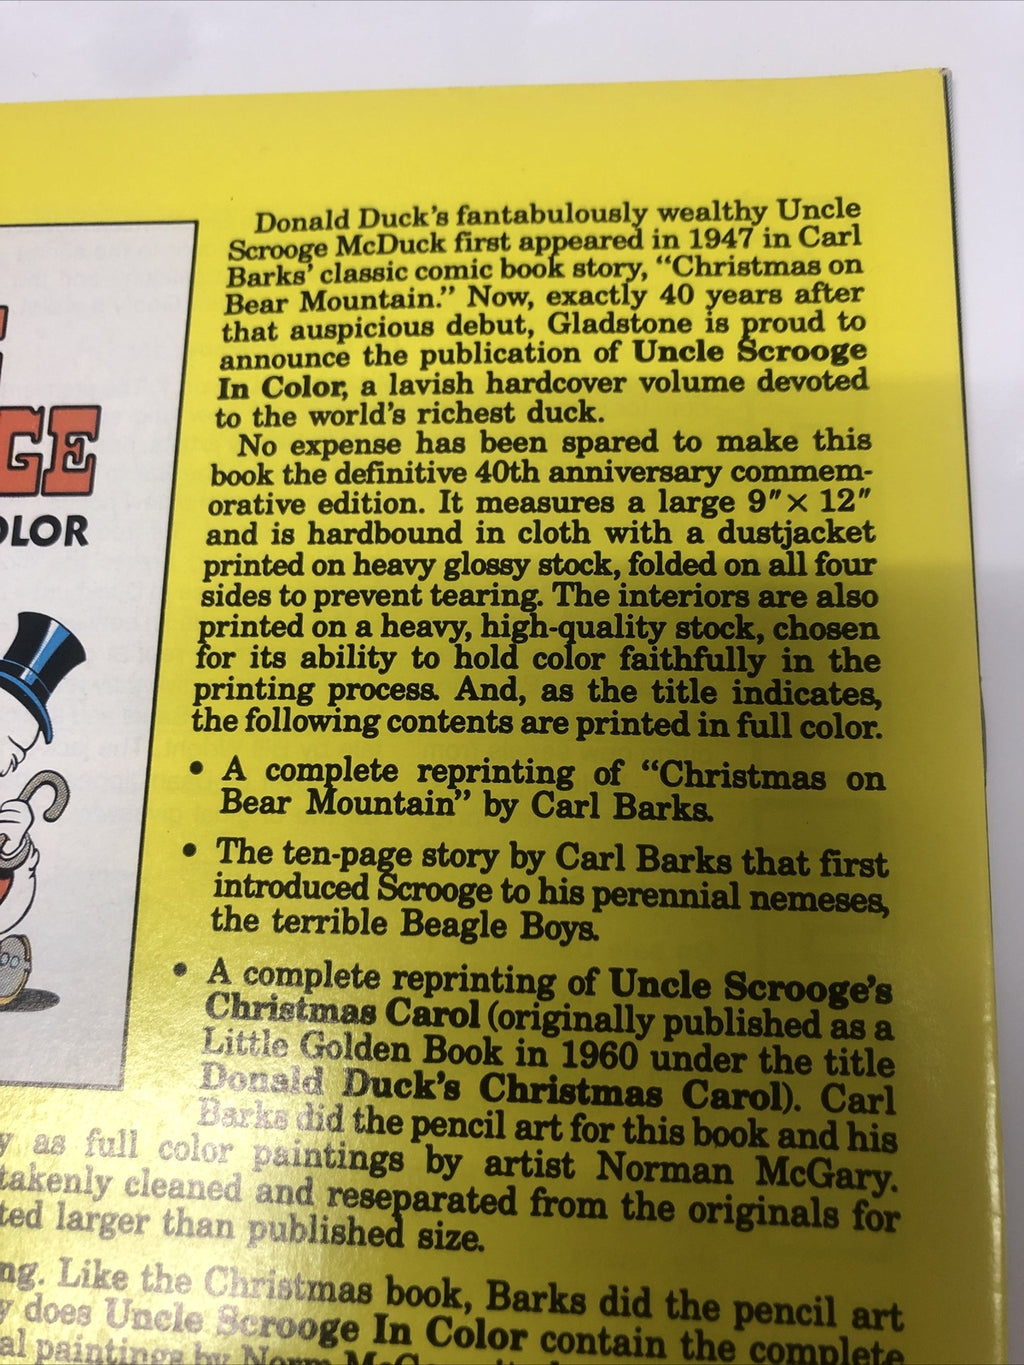 GE
OLOR
Donald Duck's fantabulously wealthy Uncle
Scrooge McDuck first appeared in 1947 in Carl
Barks' classic comic book story, "Christmas on
Bear Mountain." Now, exactly 40 years after
that auspicious debut, Gladstone is proud to
announce the publication of Uncle Scrooge
In Color, a lavish hardcover volume devoted
to the world's richest duck.
No expense has been spared to make this
book the definitive 40th anniversary commem-
orative edition. It measures a large 9" × 12"
and is hardbound in cloth with a dustjacket
printed on heavy glossy stock, folded on all four
sides to prevent tearing. The interiors are also
printed on a heavy, high-quality stock, chosen
for its ability to hold color faithfully in the
printing process. And, as the title indicates,
the following contents are printed in full color.
• A complete reprinting of "Christmas on
Bear Mountain" by Carl Barks.
• The ten-page story by Carl Barks that first
introduced Scrooge to his perennial nemeses,
the terrible Beagle Boys.
• A complete reprinting of Uncle Scrooge's
Christmas Carol (originally published as a
Little Golden Book in 1960 under the title
Donald Duck's Christmas Carol). Carl
Barks did the pencil art for this book and his
y as full color paintings by artist Norman McGary.
takenly cleaned and reseparated from the originals for
ted larger than published size.
ng. Like the Christmas book, Barks did the pencil art
y does Uncle Scrooge In Color contain the complete
al paintings by Norm McGary